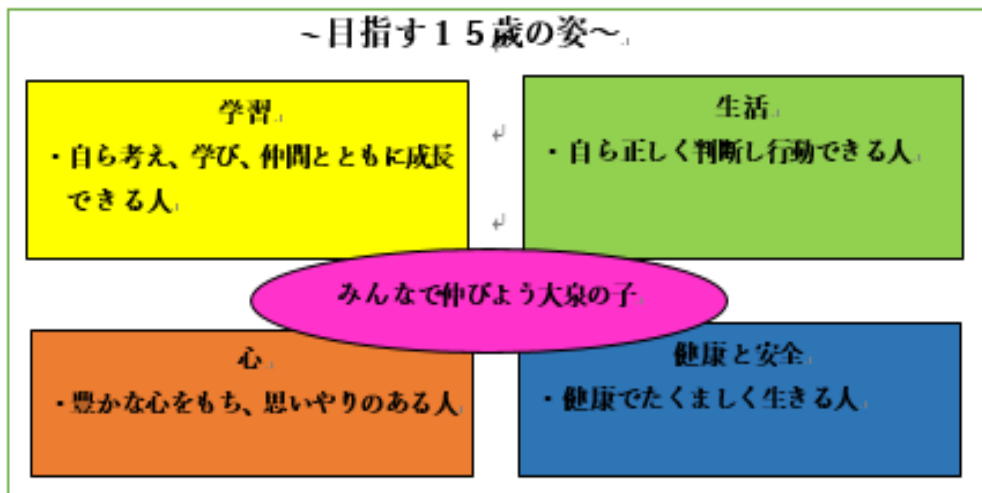 ~目指す15歳の姿～
学習
・自ら考え、学び、仲間とともに成長
できる人
生活
・自ら正しく判断し行動できる人
みんなで伸びよう大泉の子
心
・豊かな心をもち、思いやりのある人
健康と安全
・健康でたくましく生きる人